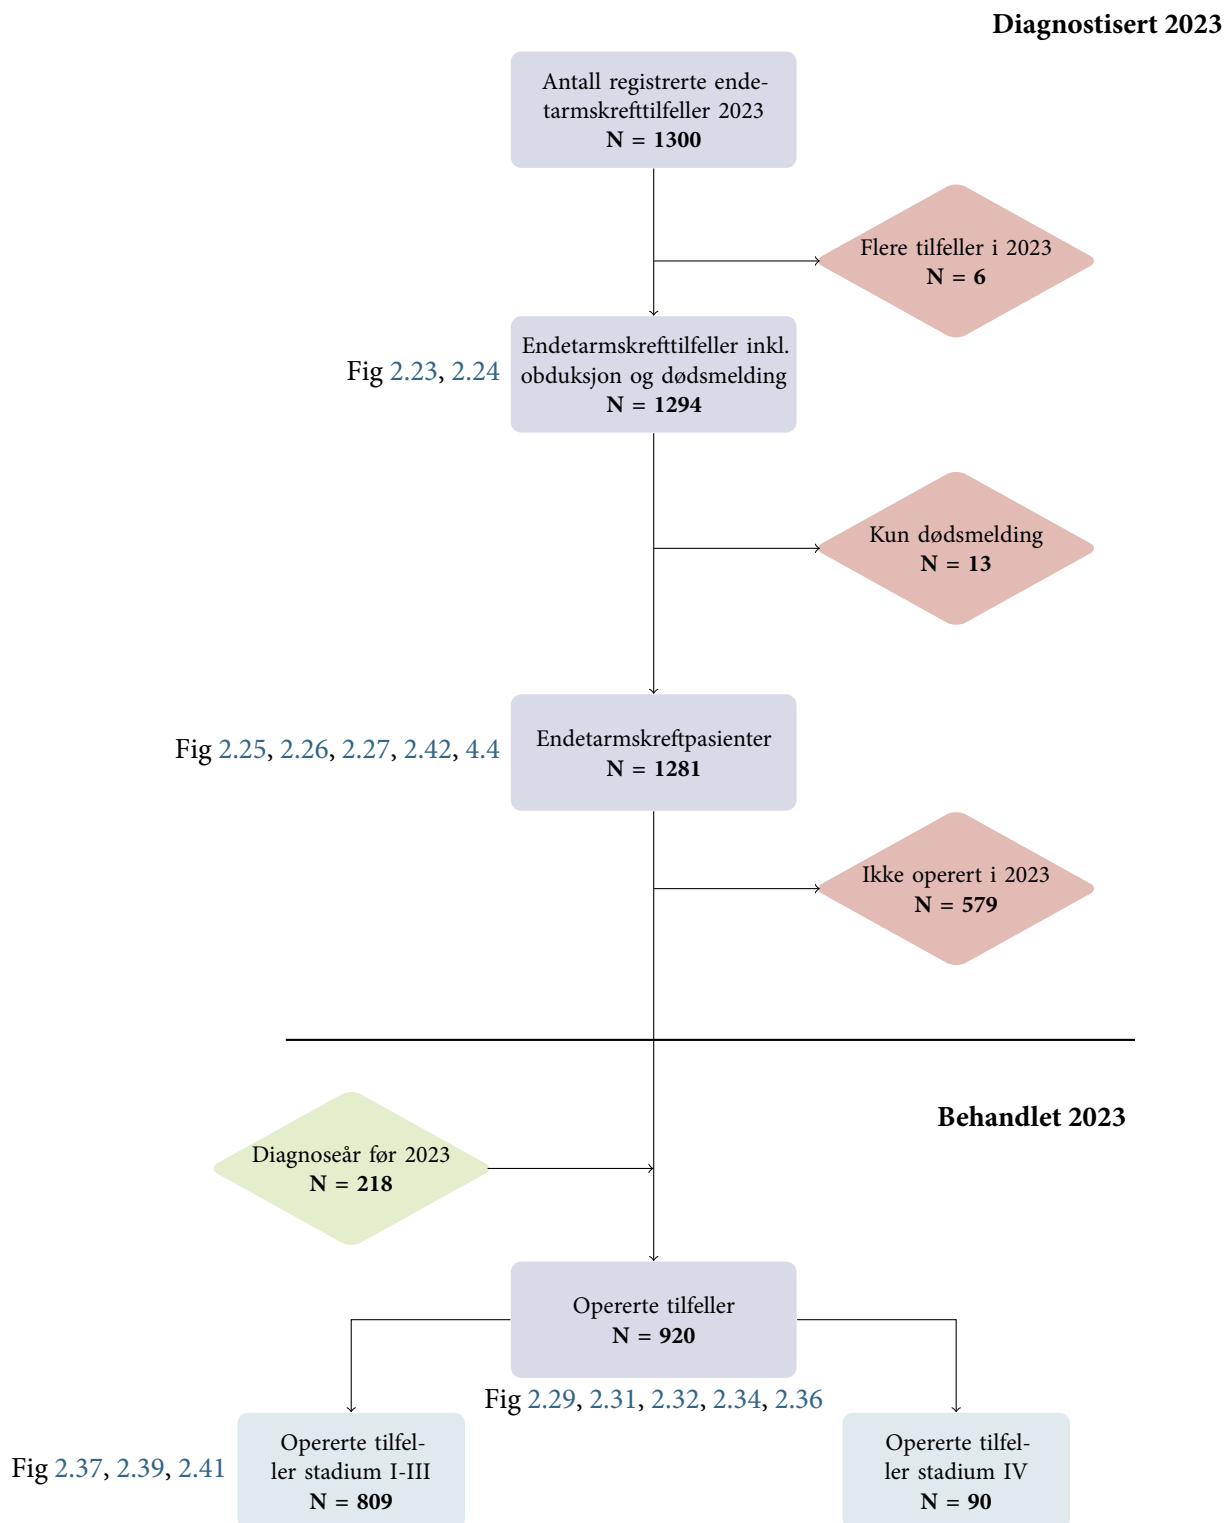 Diagnostisert 2023
Antall registrerte ende-
tarmskrefttilfeller 2023
N = 1300
Flere tilfeller i 2023
N = 6
Endetarmskrefttilfeller inkl.
obduksjon og dødsmelding
N = 1294
Fig 2.23, 2.24
Kun dødsmelding
N = 13
Endetarmskreftpasienter
N = 1281
Fig 2.25, 2.26, 2.27, 2.42, 4.4
Ikke operert i 2023
N = 579
Behandlet 2023
Diagnoseår før 2023
N = 218
Opererte tilfeller
N = 920
Fig 2.29, 2.31, 2.32, 2.34, 2.36
Fig 2.37, 2.39, 2.41
Opererte tilfel-
ler stadium I-III
N = 809
Opererte tilfel-
ler stadium IV
N = 90